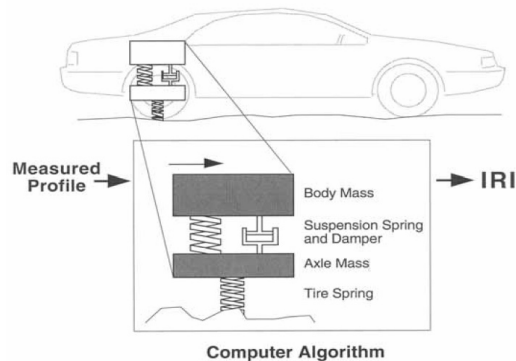 Measured
Profile
IRI
Body Mass
Suspension Spring
and Damper
Axle Mass
Tire Spring
Computer Algorithm